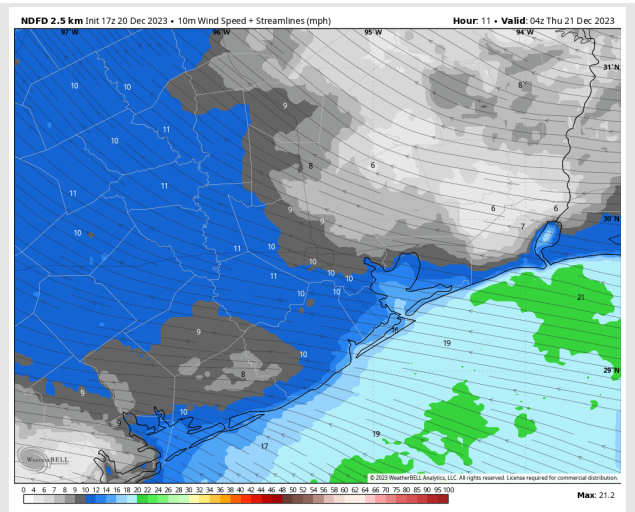 NDFD 2.5 km Init 17z 20 Dec 2023 • 10m Wind Speed + Streamlines (mph)
Hour: 11 • Valid: 04z Thu 21 Dec 2023
97°W 96°W 95°W 94°W
31°N
10 10 9 8
11
10
8 6
11 11
9 6 6
30°N
10 9 7
11 10
10
11 10 10
10 10
21
16
9 19
10
29°N
8
9
10
9
19
17
WEATHERBELL
© 2023 WeatherBELL Analytics, LLC. All rights reserved. License required for commercial distribution.
0 4 6 7 8 9 10 12 14 16 18 20 22 24 26 28 30 32 34 36 38 40 42 44 46 48 50 52 54 56 58 60 62 64 66 68 70 75 80 85 90 95 100
Max: 21.2